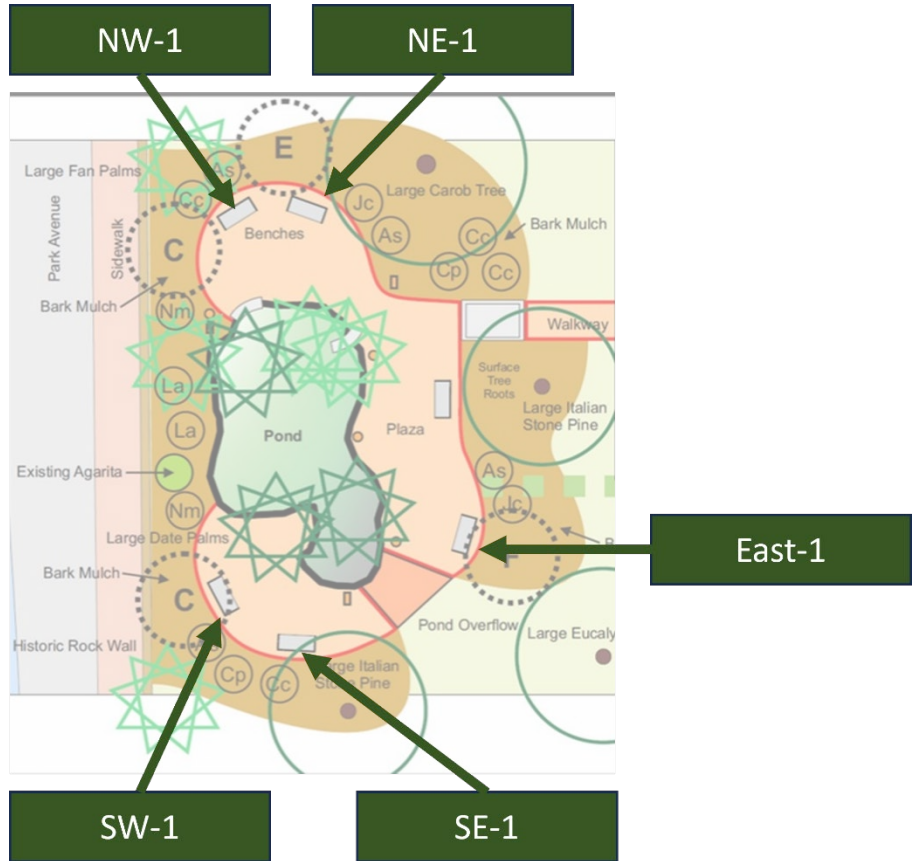 NW-1
NE-1
E
As
Large Fan Palms
Cc
Large Carob Tree
Jc
Benches
As
Cc
Bark Mulch
Park Avenue
Sidewalk
C
Cp
Cc
Bark Mulch
Nm
Walkway
Surface
Tree
Roots
La
Large Italian
Stone Pine
La
Pond
Plaza
Existing Agarita
As
Nm
Jc
Large Date Palms
East-1
Bark Mulch
C
Pond Overflow
Large Eucaly
Historic Rock Wall
Cp
Cc
Large Italian
Stone Pine
SW-1
SE-1